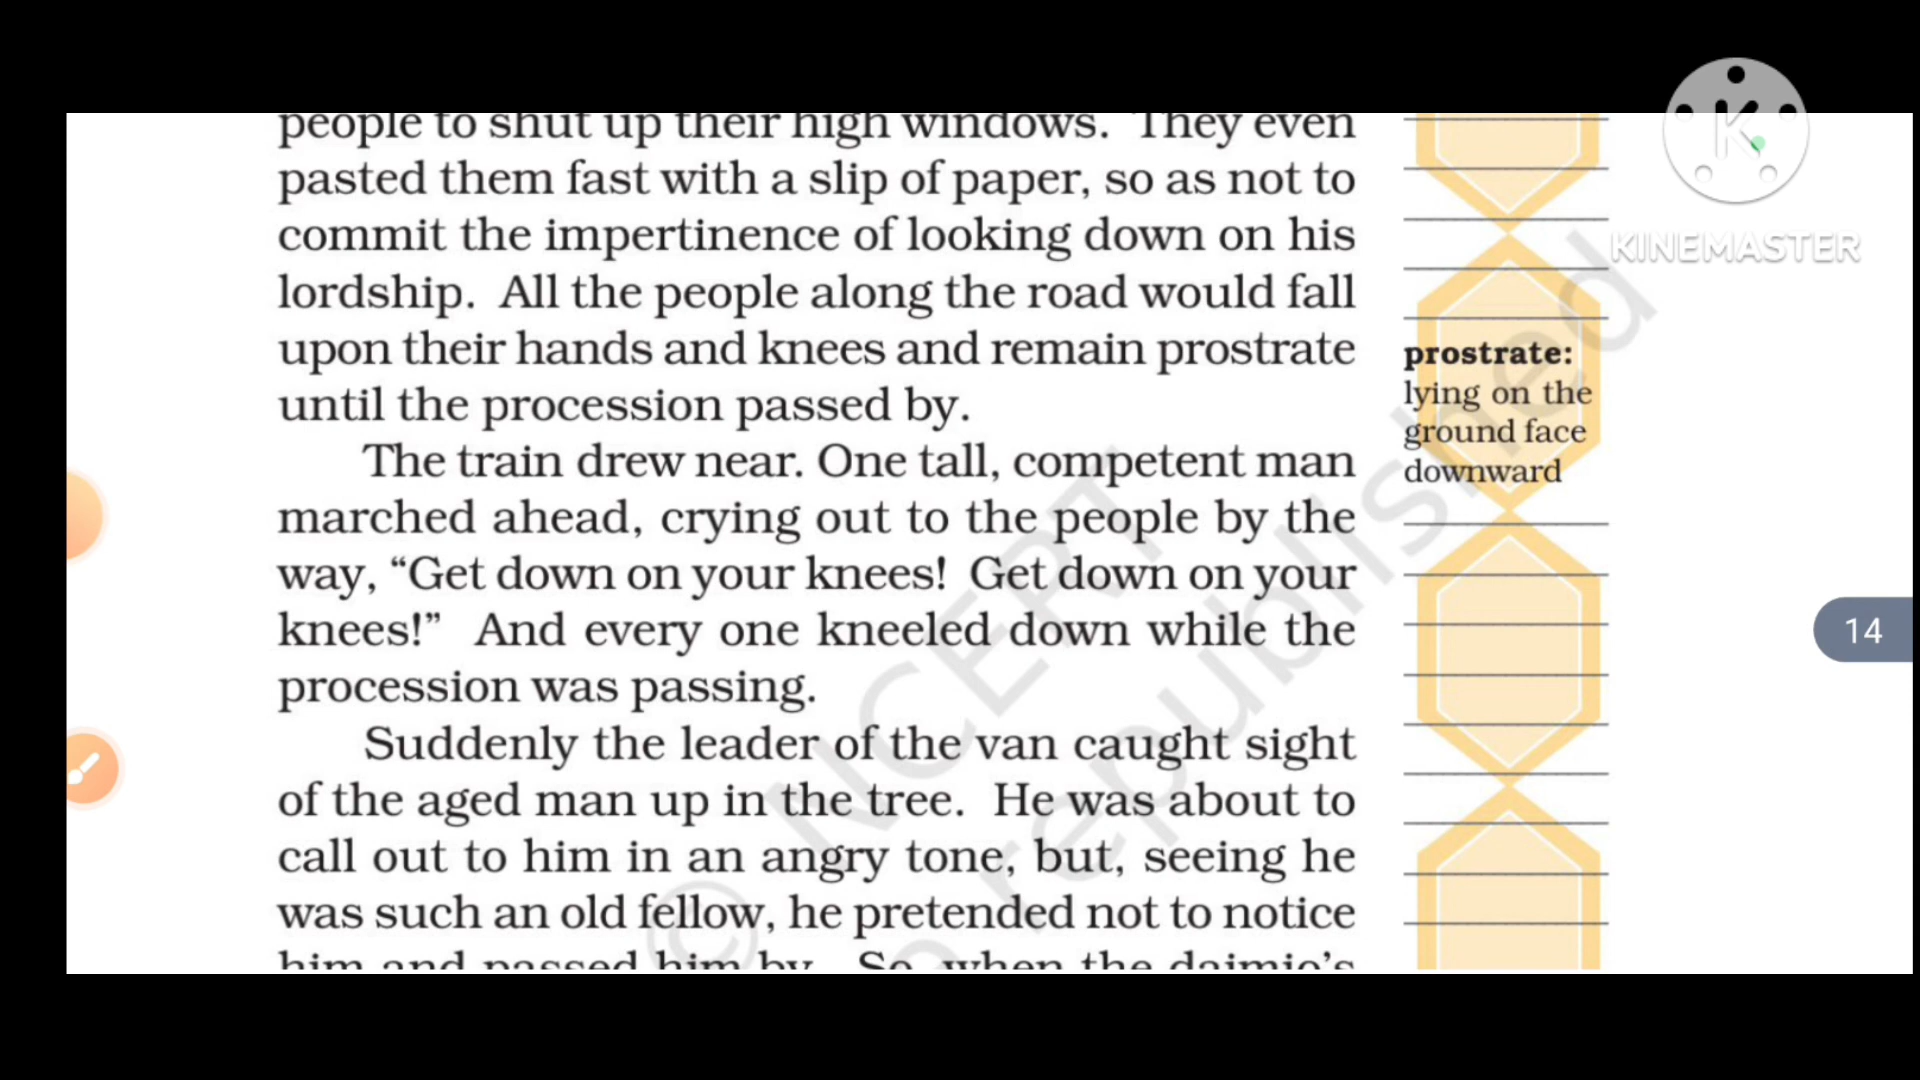 people to shut up their high windows. They even
pasted them fast with a slip of paper, so as not to
commit the impertinence of looking down on his
lordship. All the people along the road would fall
upon their hands and knees and remain prostrate
until the procession passed by.
The train drew near. One tall, competent man
marched ahead, crying out to the people by the
way, “Get down on your knees! Get down on your
knees!” And every one kneeled down while the
procession was passing.
Suddenly the leader of the van caught sight
of the aged man up in the tree. He was about to
call out to him in an angry tone, but, seeing he
was such an old fellow, he pretended not to notice
him and passed him by. So, when the daimio’s
prostrate:
lying on the
ground face
downward
14
K
KINEMASTER
© NCERT
republished